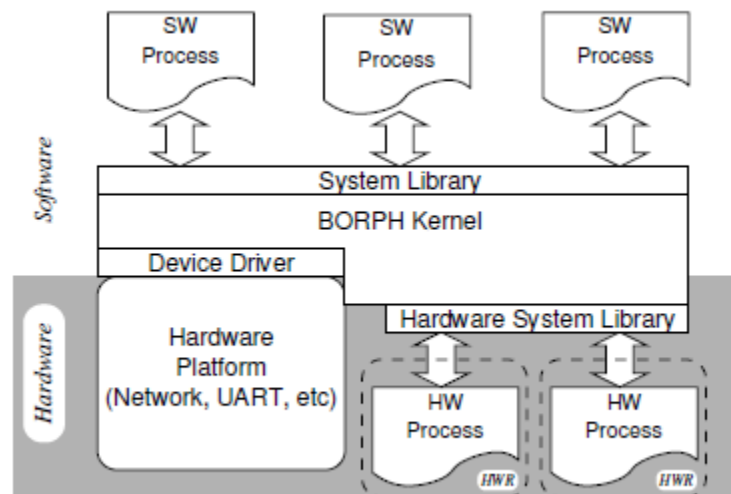 SW
Process
SW
Process
SW
Process
Software
System Library
BORPH Kernel
Device Driver
Hardware
Hardware
Platform
(Network, UART, etc)
Hardware System Library
HW
Process
HWR
HW
Process
HWR